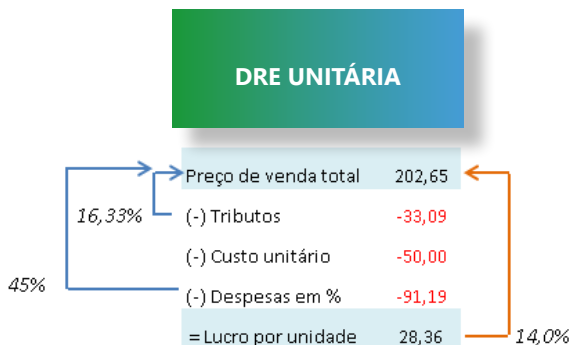 DRE UNITÁRIA
Preço de venda total 202,65
16,33% (-) Tributos -33,09
(-) Custo unitário -50,00
45% (-) Despesas em % -91,19
= Lucro por unidade 28,36 14,0%